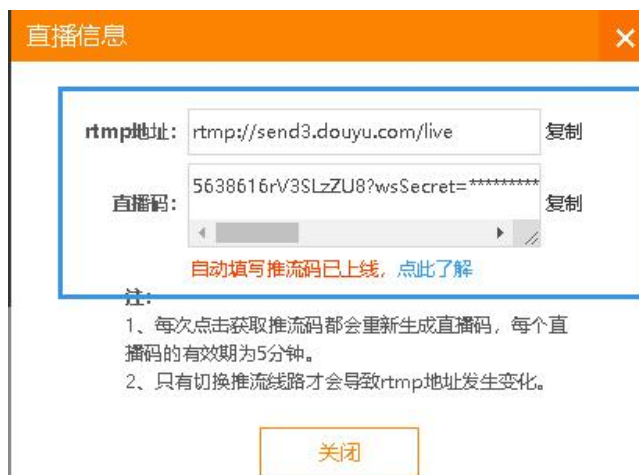 直播信息
rtmp地址： rtmp://send3.douyu.com/live 复制
直播码： 5638616rV3SLzZU8?wsSecret=********* 复制
自动填写推流码已上线，点此了解
注：
1、每次点击获取推流码都会重新生成直播码，每个直
播码的有效期为5分钟。
2、只有切换推流线路才会导致rtmp地址发生变化。
关闭